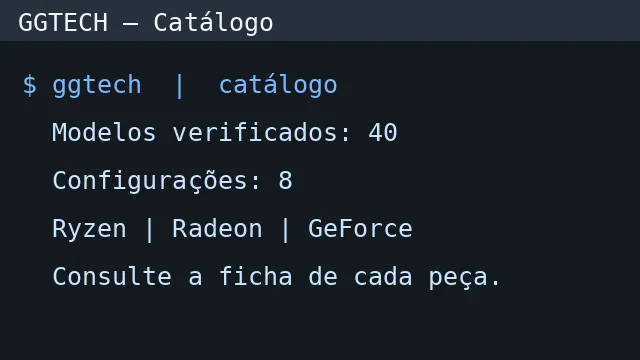 GGTECH — Catálogo
$ ggtech | catálogo
Modelos verificados: 40
Configurações: 8
Ryzen | Radeon | GeForce
Consulte a ficha de cada peça.